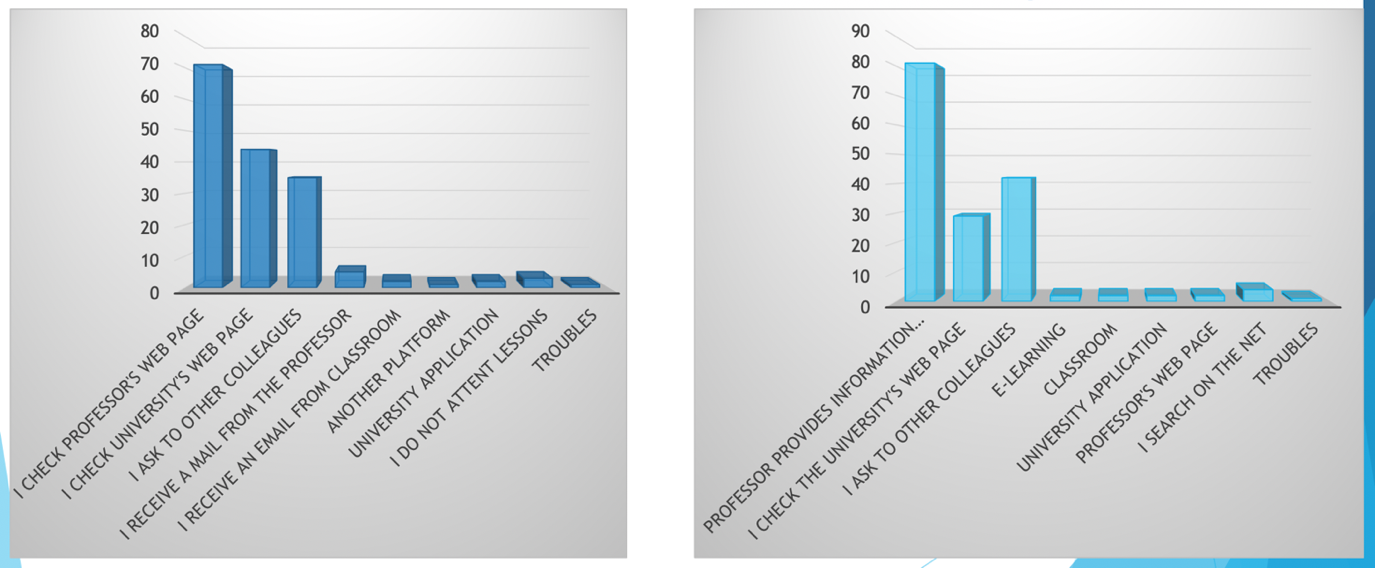 80
70
60
50
40
30
20
10
0
I CHECK PROFESSOR'S WEB PAGE
I CHECK UNIVERSITY'S WEB PAGE
I ASK TO OTHER COLLEAGUES
I RECEIVE A MAIL FROM THE PROFESSOR
I RECEIVE AN EMAIL FROM CLASSROOM
ANOTHER PLATFORM
UNIVERSITY APPLICATION
I DO NOT ATTENT LESSONS
TROUBLES
90
80
70
60
50
40
30
20
10
0
PROFESSOR PROVIDES INFORMATION...
I CHECK THE UNIVERSITY'S WEB PAGE
I ASK TO OTHER COLLEAGUES
E-LEARNING
CLASSROOM
UNIVERSITY APPLICATION
PROFESSOR'S WEB PAGE
I SEARCH ON THE NET
TROUBLES